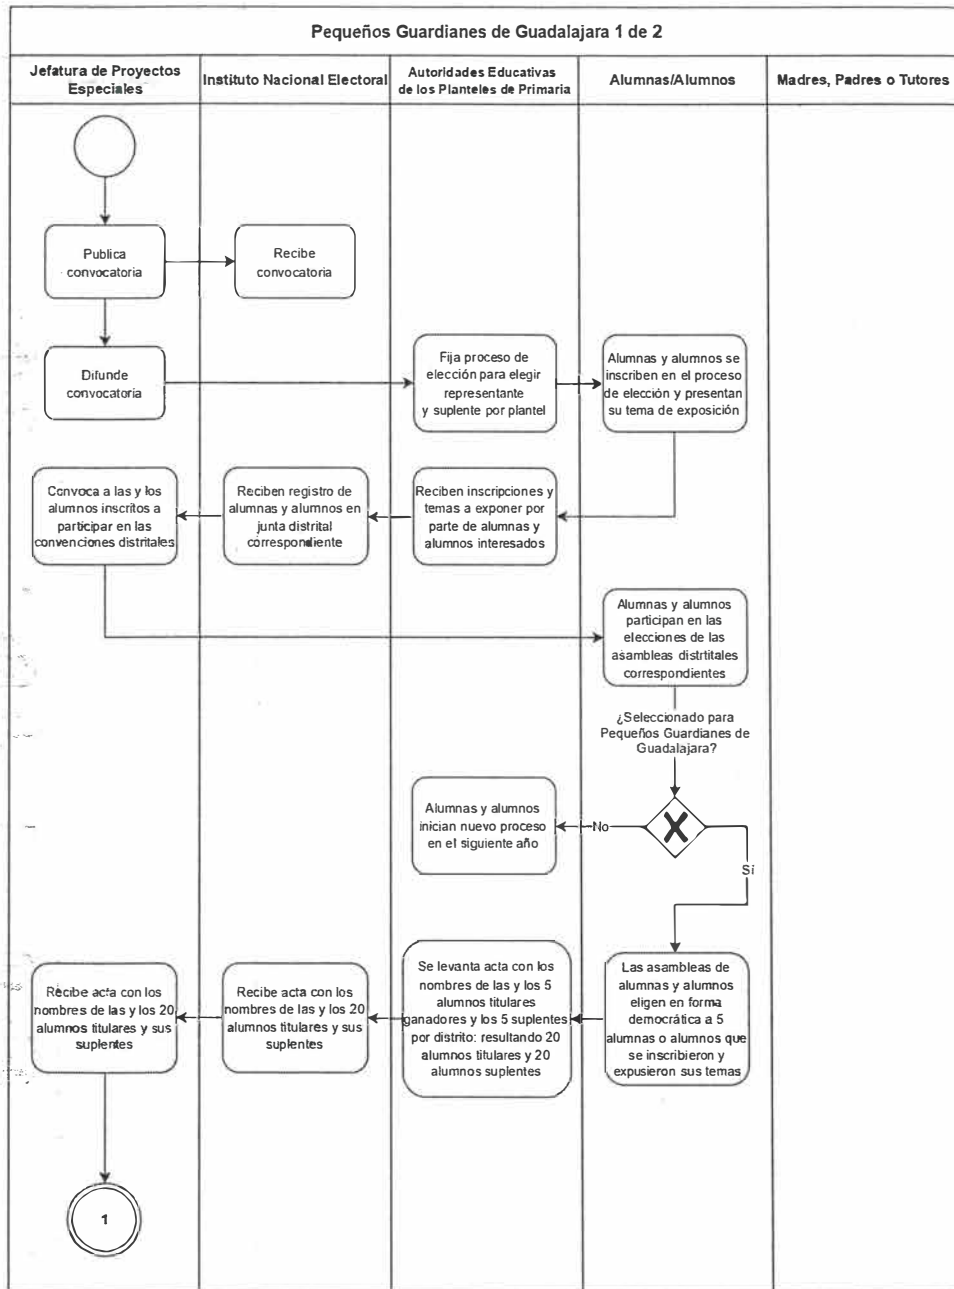 Pequeños Guardianes de Guadalajara 1 de 2
Jefatura de Proyectos
Especiales
Instituto Nacional Electoral
Autoridades Educativas
de los Planteles de Primaria
Alumnas/Alumnos
Madres, Padres o Tutores
Publica
convocatoria
Recibe
convocatoria
Difunde
convocatoria
Fija proceso de
elección para elegir
representante
y suplente por plantel
Alumnas y alumnos se
inscriben en el proceso
de elección y presentan
su tema de exposición
Convoca a las y los
alumnos inscritos a
participar en las
convenciones distritales
Reciben registro de
alumnas y alumnos en
junta distrital
correspondiente
Reciben inscripciones y
temas a exponer por
parte de alumnas y
alumnos interesados
Alumnas y alumnos
participan en las
elecciones de las
asambleas distrtitales
correspondientes
¿Seleccionado para
Pequeños Guardianes de
Guadalajara?
Alumnas y alumnos
inician nuevo proceso
en el siguiente año
No
Si
Recibe acta con los
nombres de las y los 20
alumnos titulares y sus
suplentes
Recibe acta con los
nombres de las y los 20
alumnos titulares y sus
suplentes
Se levanta acta con los
nombres de las y los 5
alumnos titulares
ganadores y los 5 suplentes
por distrito: resultando 20
alumnos titulares y 20
alumnos suplentes
Las asambleas de
alumnas y alumnos
eligen en forma
democrática a 5
alumnas o alumnos que
se inscribieron y
expusieron sus temas
1